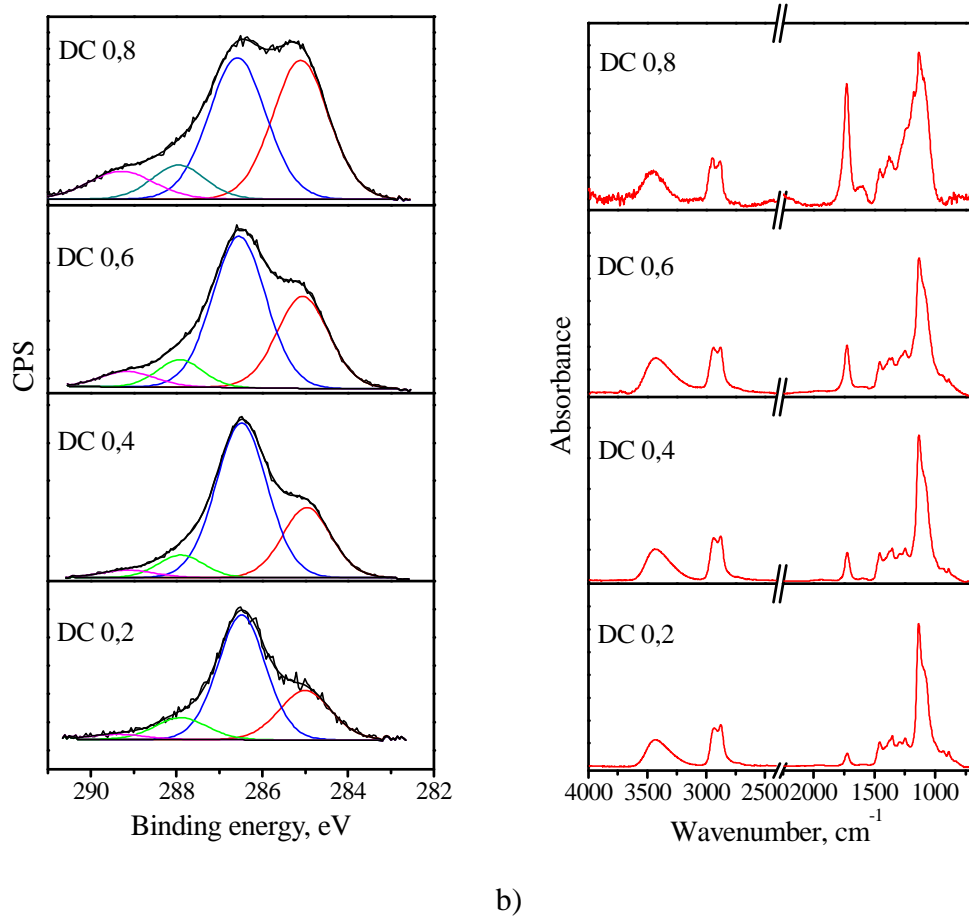 DC 0,8
DC 0,6
DC 0,4
DC 0,2
CPS
290 288 286 284 282
Binding energy, eV
DC 0,8
DC 0,6
DC 0,4
DC 0,2
Absorbance
4000 3500 3000 2500 2000 1500 1000
Wavenumber, cm⁻¹
b)